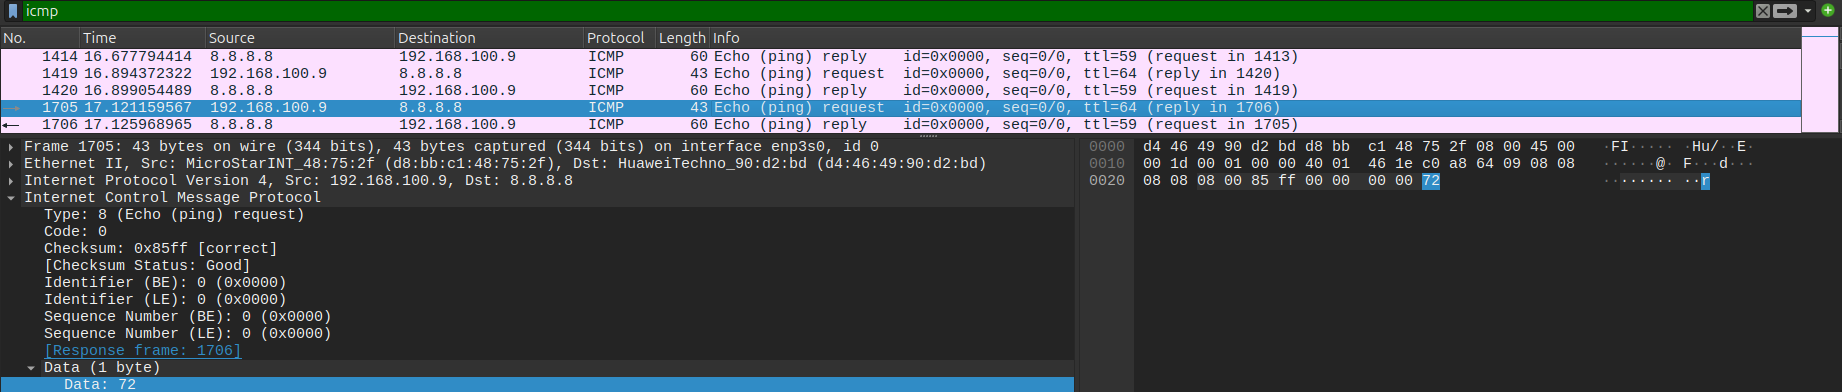 icmp
No. Time Source Destination Protocol Length Info
1414 16.677794414 8.8.8.8 192.168.100.9 ICMP 60 Echo (ping) reply id=0x0000, seq=0/0, ttl=59 (request in 1413)
1419 16.894372322 192.168.100.9 8.8.8.8 ICMP 43 Echo (ping) request id=0x0000, seq=0/0, ttl=64 (reply in 1420)
1420 16.899054489 8.8.8.8 192.168.100.9 ICMP 60 Echo (ping) reply id=0x0000, seq=0/0, ttl=59 (request in 1419)
1705 17.121159567 192.168.100.9 8.8.8.8 ICMP 43 Echo (ping) request id=0x0000, seq=0/0, ttl=64 (reply in 1706)
1706 17.125968965 8.8.8.8 192.168.100.9 ICMP 60 Echo (ping) reply id=0x0000, seq=0/0, ttl=59 (request in 1705)
Frame 1705: 43 bytes on wire (344 bits), 43 bytes captured (344 bits) on interface enp3s0, id 0
Ethernet II, Src: MicroStarINT_48:75:2f (d8:bb:c1:48:75:2f), Dst: HuaweiTechno_90:d2:bd (d4:46:49:90:d2:bd)
Internet Protocol Version 4, Src: 192.168.100.9, Dst: 8.8.8.8
Internet Control Message Protocol
Type: 8 (Echo (ping) request)
Code: 0
Checksum: 0x85ff [correct]
[Checksum Status: Good]
Identifier (BE): 0 (0x0000)
Identifier (LE): 0 (0x0000)
Sequence Number (BE): 0 (0x0000)
Sequence Number (LE): 0 (0x0000)
[Response frame: 1706]
Data (1 byte)
Data: 72
0000 d4 46 49 90 d2 bd d8 bb c1 48 75 2f 08 00 45 00 ·FI····· ·Hu/··E·
0010 00 1d 00 01 00 00 40 01 46 1e c0 a8 64 09 08 08 ······@· F···d···
0020 08 08 08 00 85 ff 00 00 00 00 72 ········ ··r